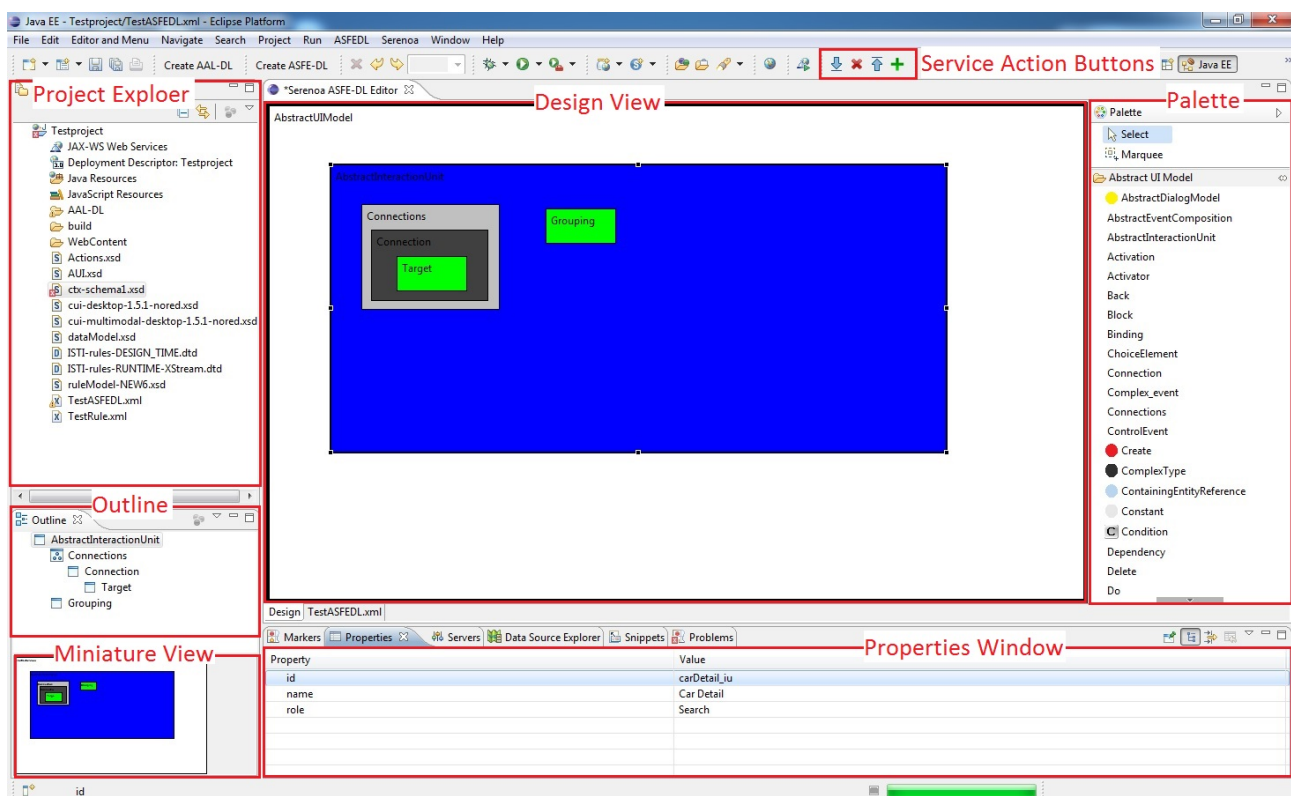 Java EE - Testproject/TestASFEDL.xml - Eclipse Platform
File Edit Editor and Menu Navigate Search Project Run ASFEDL Serenoa Window Help
Create AAL-DL Create ASFE-DL Service Action Buttons Java EE
Project Exploer
*Serenoa ASFE-DL Editor
Design View
Palette
Testproject
JAX-WS Web Services
Deployment Descriptor: Testproject
Java Resources
JavaScript Resources
AAL-DL
build
WebContent
Actions.xsd
AUI.xsd
ctx-schema1.xsd
cui-desktop-1.5.1-nored.xsd
cui-multimodal-desktop-1.5.1-nored.xsd
dataModel.xsd
ISTI-rules-DESIGN_TIME.dtd
ISTI-rules-RUNTIME-XStream.dtd
ruleModel-NEW6.xsd
TestASFEDL.xml
TestRule.xml
AbstractUIModel
AbstractInteractionUnit
Connections
Grouping
Connection
Target
Palette
Select
Marquee
Abstract UI Model
AbstractDialogModel
AbstractEventComposition
AbstractInteractionUnit
Activation
Activator
Back
Block
Binding
ChoiceElement
Connection
Complex_event
Connections
ControlEvent
Create
ComplexType
ContainingEntityReference
Constant
C Condition
Dependency
Delete
Do
Outline
Outline
AbstractInteractionUnit
Connections
Connection
Target
Grouping
Design TestASFEDL.xml
Miniature View
Markers Properties Servers Data Source Explorer Snippets Problems
Properties Window
Property Value
id carDetail_iu
name Car Detail
role Search
id